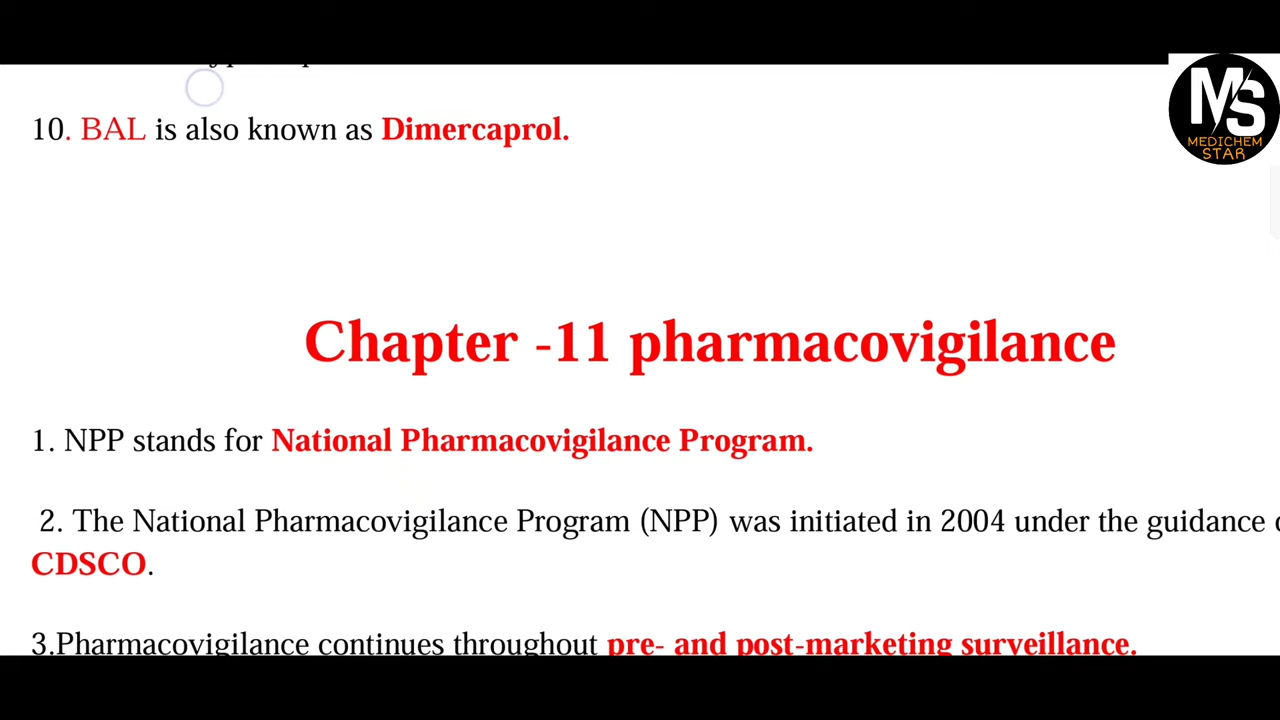 10. BAL is also known as Dimercaprol.
MS
MEDICHEM
STAR
Chapter -11 pharmacovigilance
1. NPP stands for National Pharmacovigilance Program.
2. The National Pharmacovigilance Program (NPP) was initiated in 2004 under the guidance
CDSCO.
3.Pharmacovigilance continues throughout pre- and post-marketing surveillance.